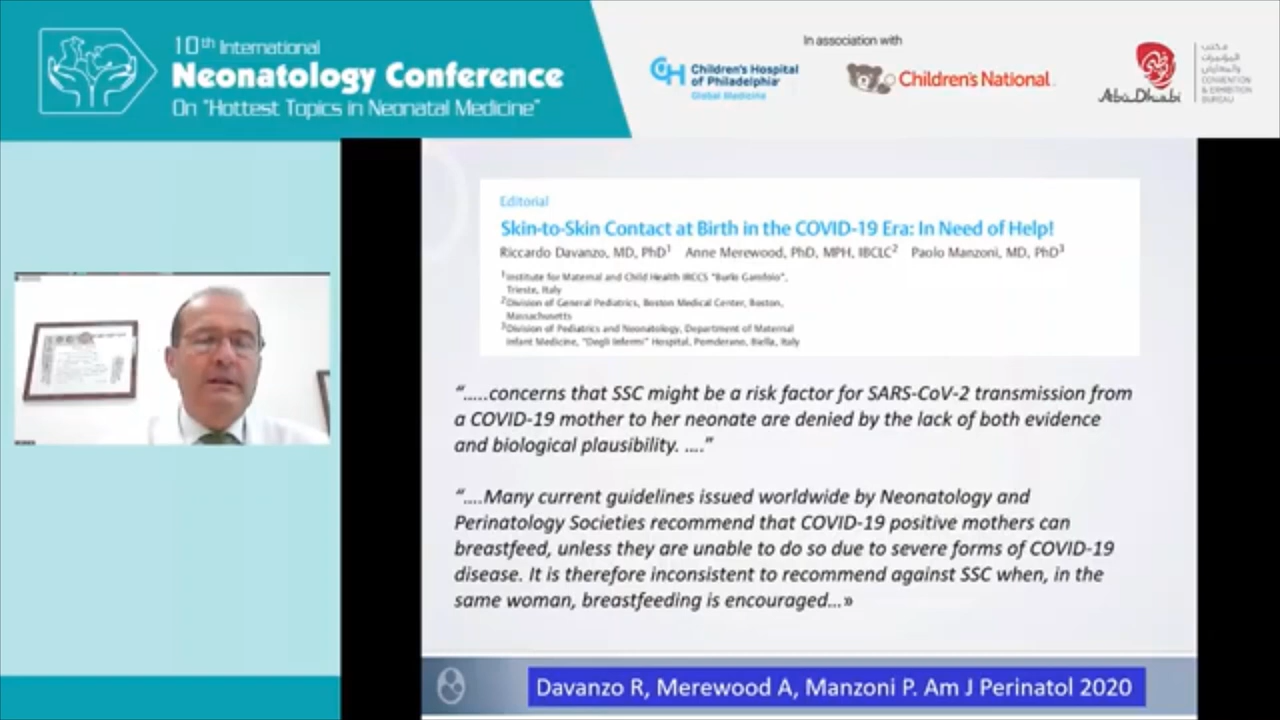 10th International
Neonatology Conference
On "Hottest Topics in Neonatal Medicine"
In association with
CH Children's Hospital
of Philadelphia
Global Medicine
Children's National
Abu Dhabi
مكتب
المؤتمرات
والمعارض
CONVENTION
& EXHIBITION
BUREAU
Editorial
Skin-to-Skin Contact at Birth in the COVID-19 Era: In Need of Help!
Riccardo Davanzo, MD, PhD1 Anne Merewood, PhD, MPH, IBCLC2 Paolo Manzoni, MD, PhD3
1Institute for Maternal and Child Health IRCCS "Burlo Garofolo",
Trieste, Italy
2Division of General Pediatrics, Boston Medical Center, Boston,
Massachusetts
3Division of Pediatrics and Neonatology, Department of Maternal
Infant Medicine, "Degli Infermi" Hospital, Ponderano, Biella, Italy
".....concerns that SSC might be a risk factor for SARS-CoV-2 transmission from
a COVID-19 mother to her neonate are denied by the lack of both evidence
and biological plausibility. ...."
"....Many current guidelines issued worldwide by Neonatology and
Perinatology Societies recommend that COVID-19 positive mothers can
breastfeed, unless they are unable to do so due to severe forms of COVID-19
disease. It is therefore inconsistent to recommend against SSC when, in the
same woman, breastfeeding is encouraged...»
Davanzo R, Merewood A, Manzoni P. Am J Perinatol 2020